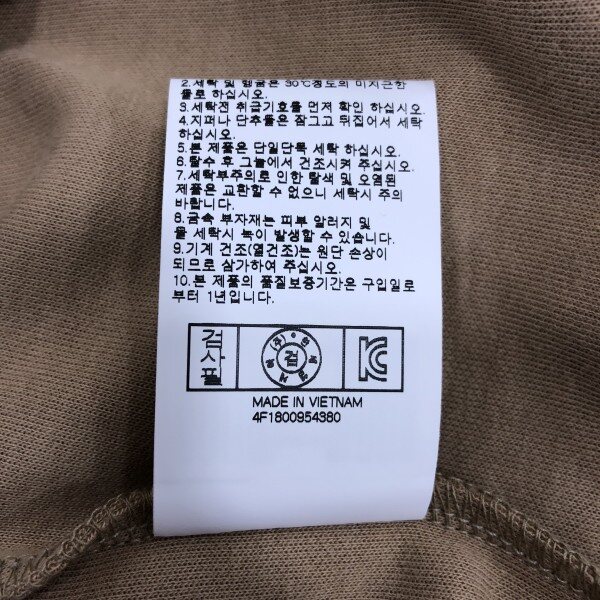 2.세탁 및 헹굼은 30℃정도의 미지근한
물로 하십시오.
3.세탁전 취급기호를 먼저 확인 하십시오.
4.지퍼나 단추들은 잠그고 뒤집어서 세탁
하십시오.
5.본 제품은 단일단독 세탁 하십시오.
6.탈수 후 그늘에서 건조시켜 주십시오.
7.세탁부주의로 인한 탈색 및 오염된
제품은 교환할 수 없으니 세탁시 주의
바랍니다.
8.금속 부자재는 피부 알러지 및
물 세탁시 녹이 발생할 수 있습니다.
9.기계 건조(열건조)는 원단 손상이
되므로 삼가하여 주십시오.
10.본 제품의 품질보증기간은 구입일로
부터 1년입니다.
검
사
필
검
KC
MADE IN VIETNAM
4F1800954380